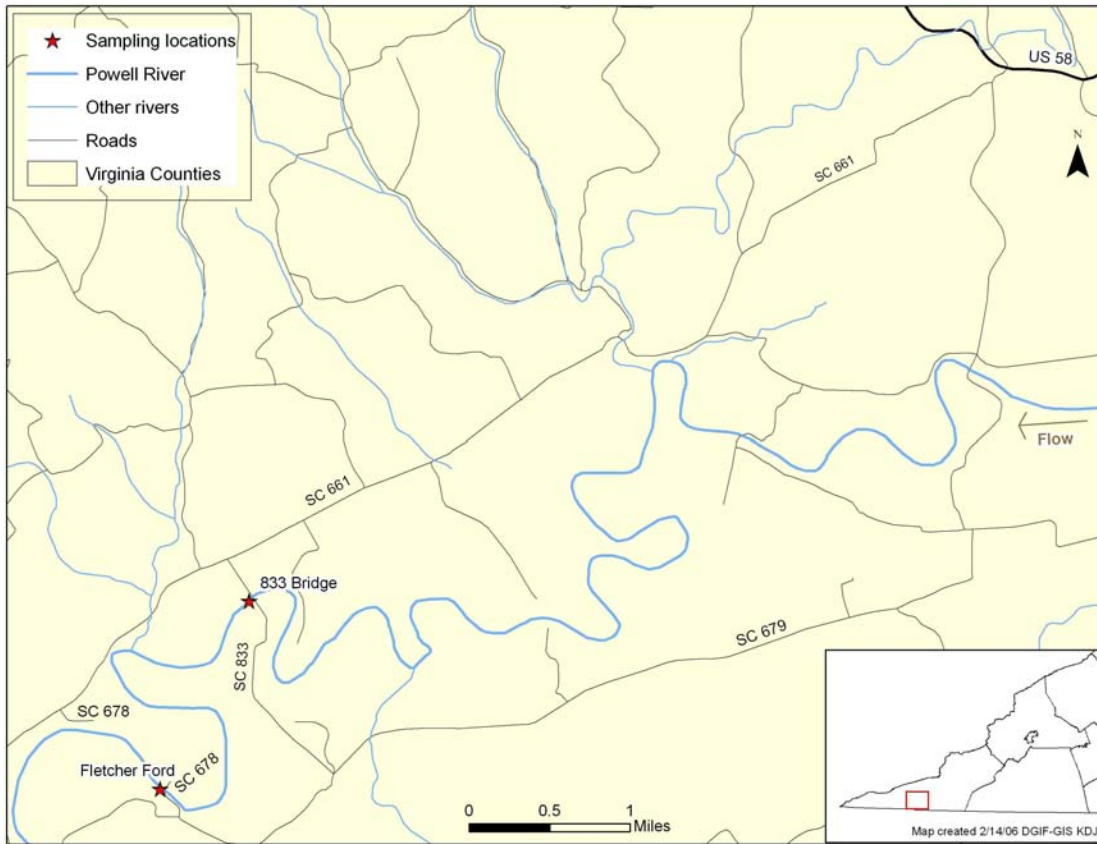 Sampling locations
Powell River
Other rivers
Roads
Virginia Counties
US 58
N
SC 661
Flow
SC 661
833 Bridge
SC 833
SC 679
SC 678
Fletcher Ford
SC 678
0 0.5 1
Miles
Map created 2/14/06 DGIF-GIS KDJ